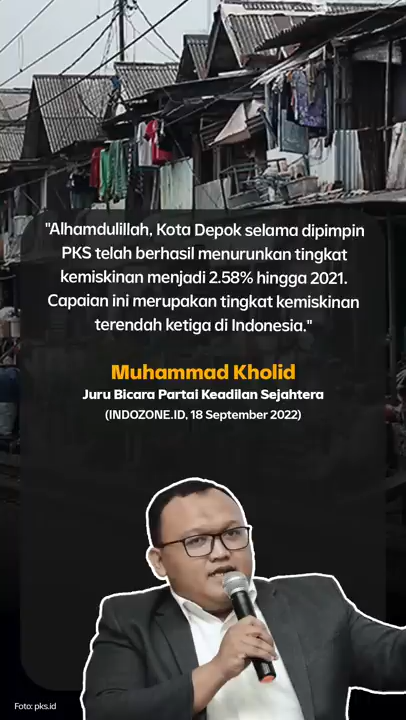 "Alhamdulillah, Kota Depok selama dipimpin
PKS telah berhasil menurunkan tingkat
kemiskinan menjadi 2.58% hingga 2021.
Capaian ini merupakan tingkat kemiskinan
terendah ketiga di Indonesia."
Muhammad Kholid
Juru Bicara Partai Keadilan Sejahtera
(INDOZONE.ID, 18 September 2022)
Foto: pks.id